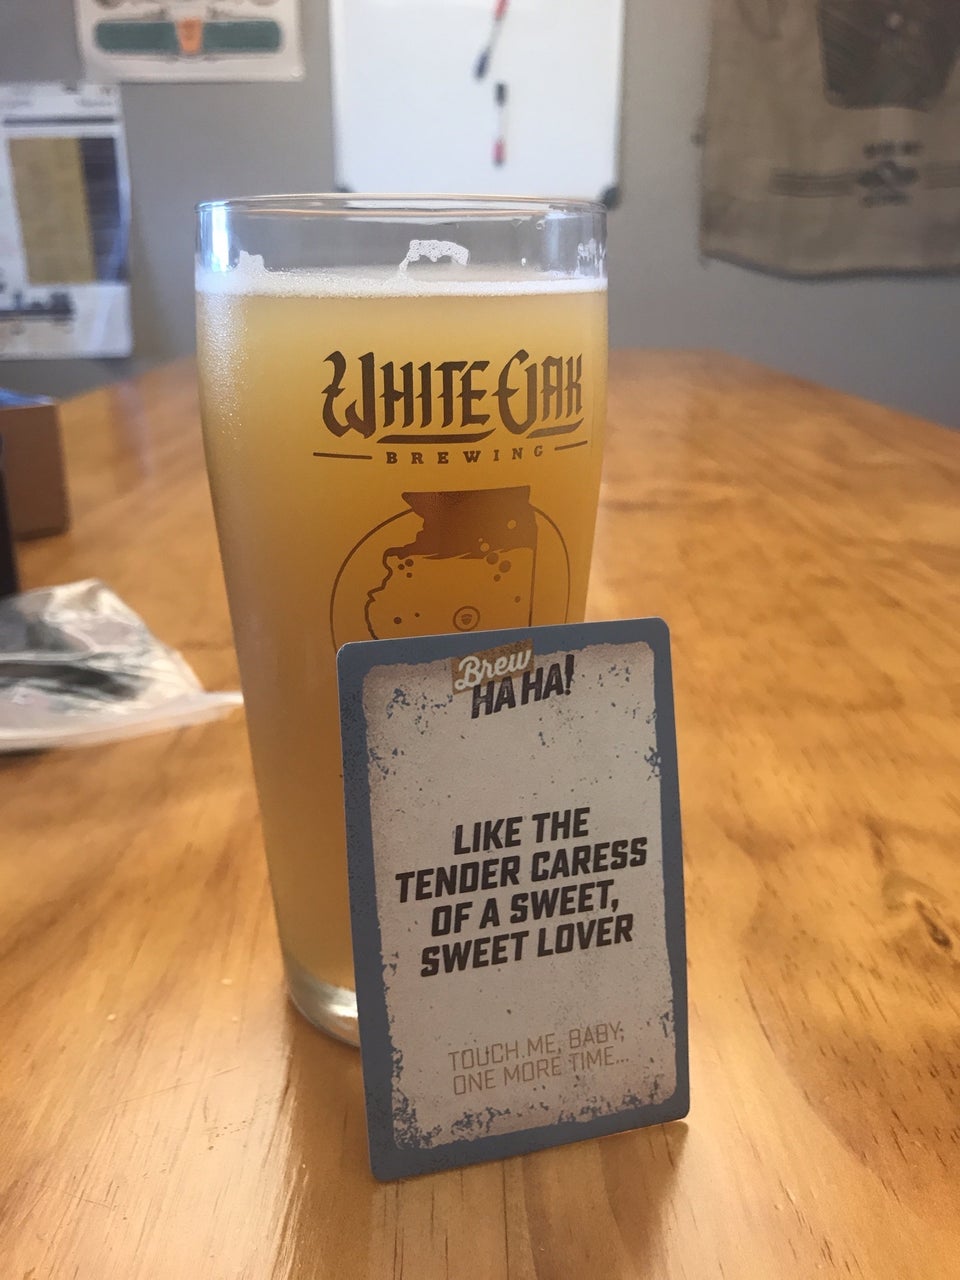 WHITE OAK
BREWING
Brew
HA HA!
LIKE THE
TENDER CARESS
OF A SWEET,
SWEET LOVER
TOUCH ME, BABY,
ONE MORE TIME...